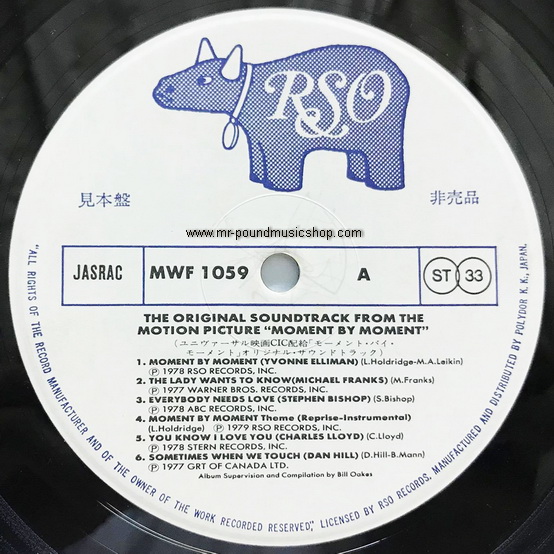 RSO
見本盤
非売品
www.mr-poundmusicshop.com
JASRAC
MWF 1059
A
ST 33
THE ORIGINAL SOUNDTRACK FROM THE
MOTION PICTURE "MOMENT BY MOMENT"
(ユニヴァーサル映画CIC配給「モーメント・バイ・
モーメント」オリジナル・サウンドトラック)
1. MOMENT BY MOMENT (YVONNE ELLIMAN) (L.Holdridge-M.A.Leikin)
Ⓟ 1978 RSO RECORDS, INC.
2. THE LADY WANTS TO KNOW(MICHAEL FRANKS) (M.Franks)
Ⓟ 1977 WARNER BROS. RECORDS, INC.
3. EVERYBODY NEEDS LOVE (STEPHEN BISHOP) (S.Bishop)
Ⓟ 1978 ABC RECORDS, INC.
4. MOMENT BY MOMENT Theme (Reprise-Instrumental)
(L.Holdridge) Ⓟ 1979 RSO RECORDS, INC.
5. YOU KNOW I LOVE YOU (CHARLES LLOYD) (C.Lloyd)
Ⓟ 1978 STERN RECORDS, INC.
6. SOMETIMES WHEN WE TOUCH (DAN HILL) (D.Hill-B.Mann)
Ⓟ 1977 GRT OF CANADA LTD.
Album Supervision and Compilation by Bill Oakes
"ALL RIGHTS OF THE RECORD MANUFACTURER AND OF THE OWNER OF THE WORK RECORDED RESERVED", LICENSED BY RSO RECORDS, MANUFACTURED AND DISTRIBUTED BY POLYDOR K. K., JAPAN.